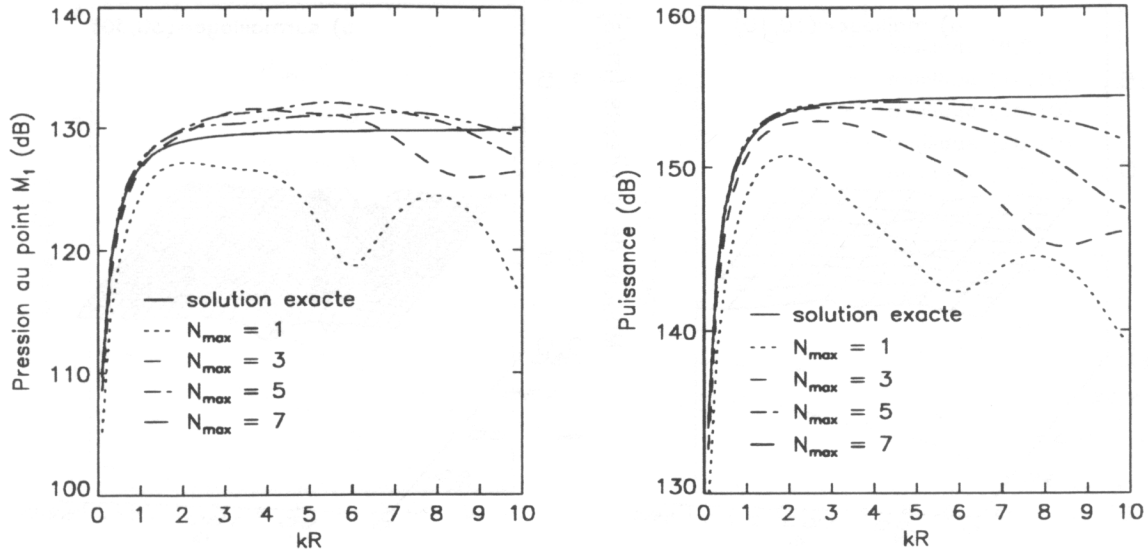 Pression au point M₁ (dB)
140
130
120
110
100
solution exacte
Nmax = 1
Nmax = 3
Nmax = 5
Nmax = 7
0 1 2 3 4 5 6 7 8 9 10
kR
Puissance (dB)
160
150
140
130
solution exacte
Nmax = 1
Nmax = 3
Nmax = 5
Nmax = 7
0 1 2 3 4 5 6 7 8 9 10
kR